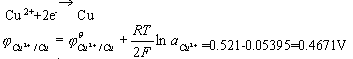 Cu²⁺+2e⁻ → Cu
φ_{Cu²⁺/Cu} = φ^θ_{Cu²⁺/Cu} + RT/2F ln a_{Cu²⁺}=0.521-0.05395=0.4671V